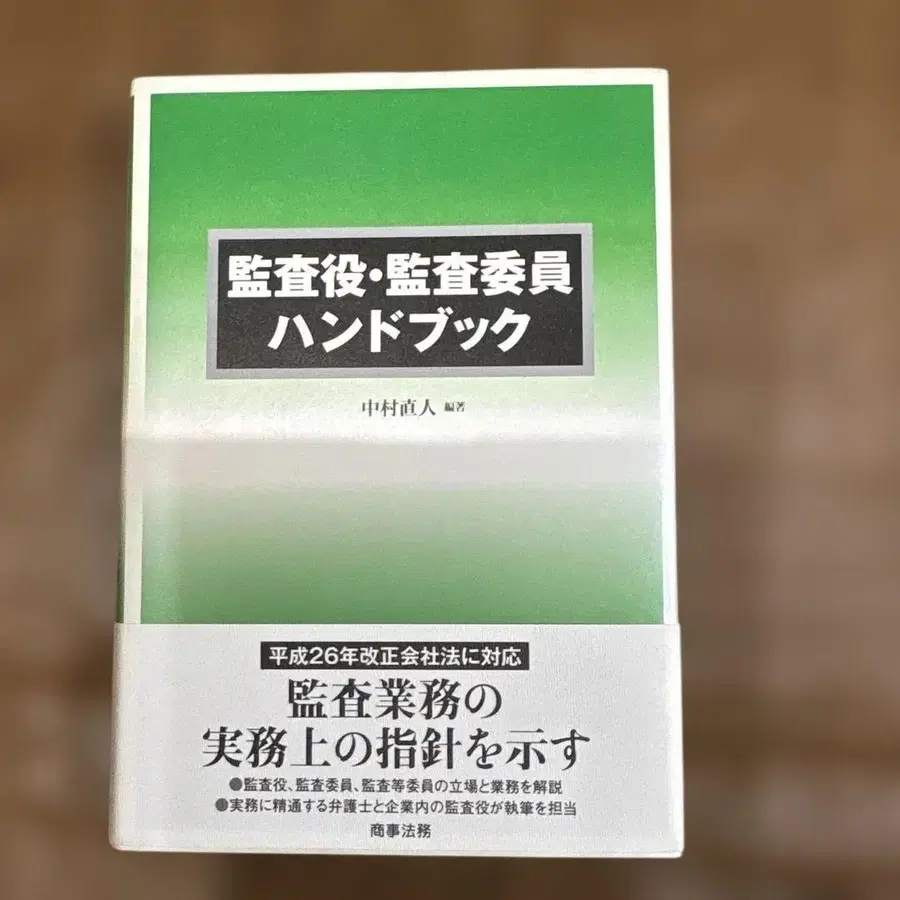 監査役・監査委員
ハンドブック
中村直人 編著
平成26年改正会社法に対応
監査業務の
実務上の指針を示す
●監査役、監査委員、監査等委員の立場と業務を解説
●実務に精通する弁護士と企業内の監査役が執筆を担当
商事法務